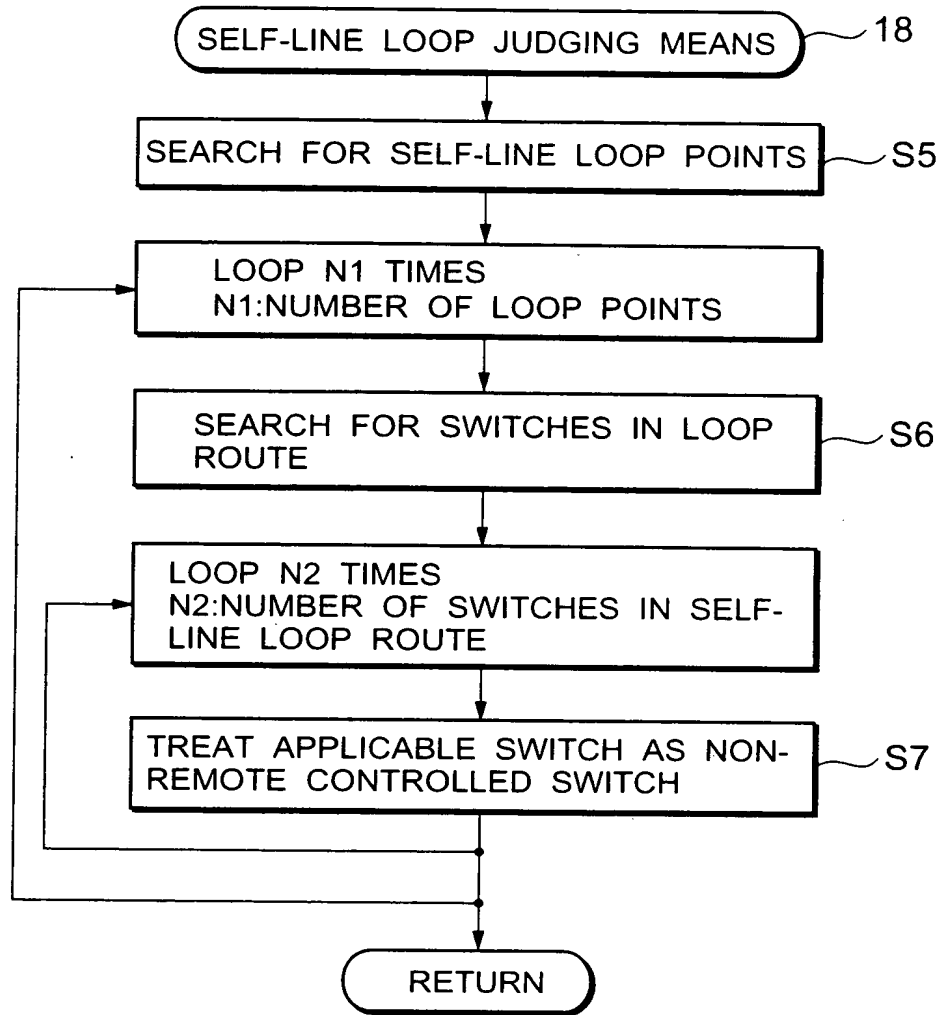 SELF-LINE LOOP JUDGING MEANS
18
SEARCH FOR SELF-LINE LOOP POINTS
S5
LOOP N1 TIMES
N1:NUMBER OF LOOP POINTS
SEARCH FOR SWITCHES IN LOOP
ROUTE
S6
LOOP N2 TIMES
N2:NUMBER OF SWITCHES IN SELF-
LINE LOOP ROUTE
TREAT APPLICABLE SWITCH AS NON-
REMOTE CONTROLLED SWITCH
S7
RETURN